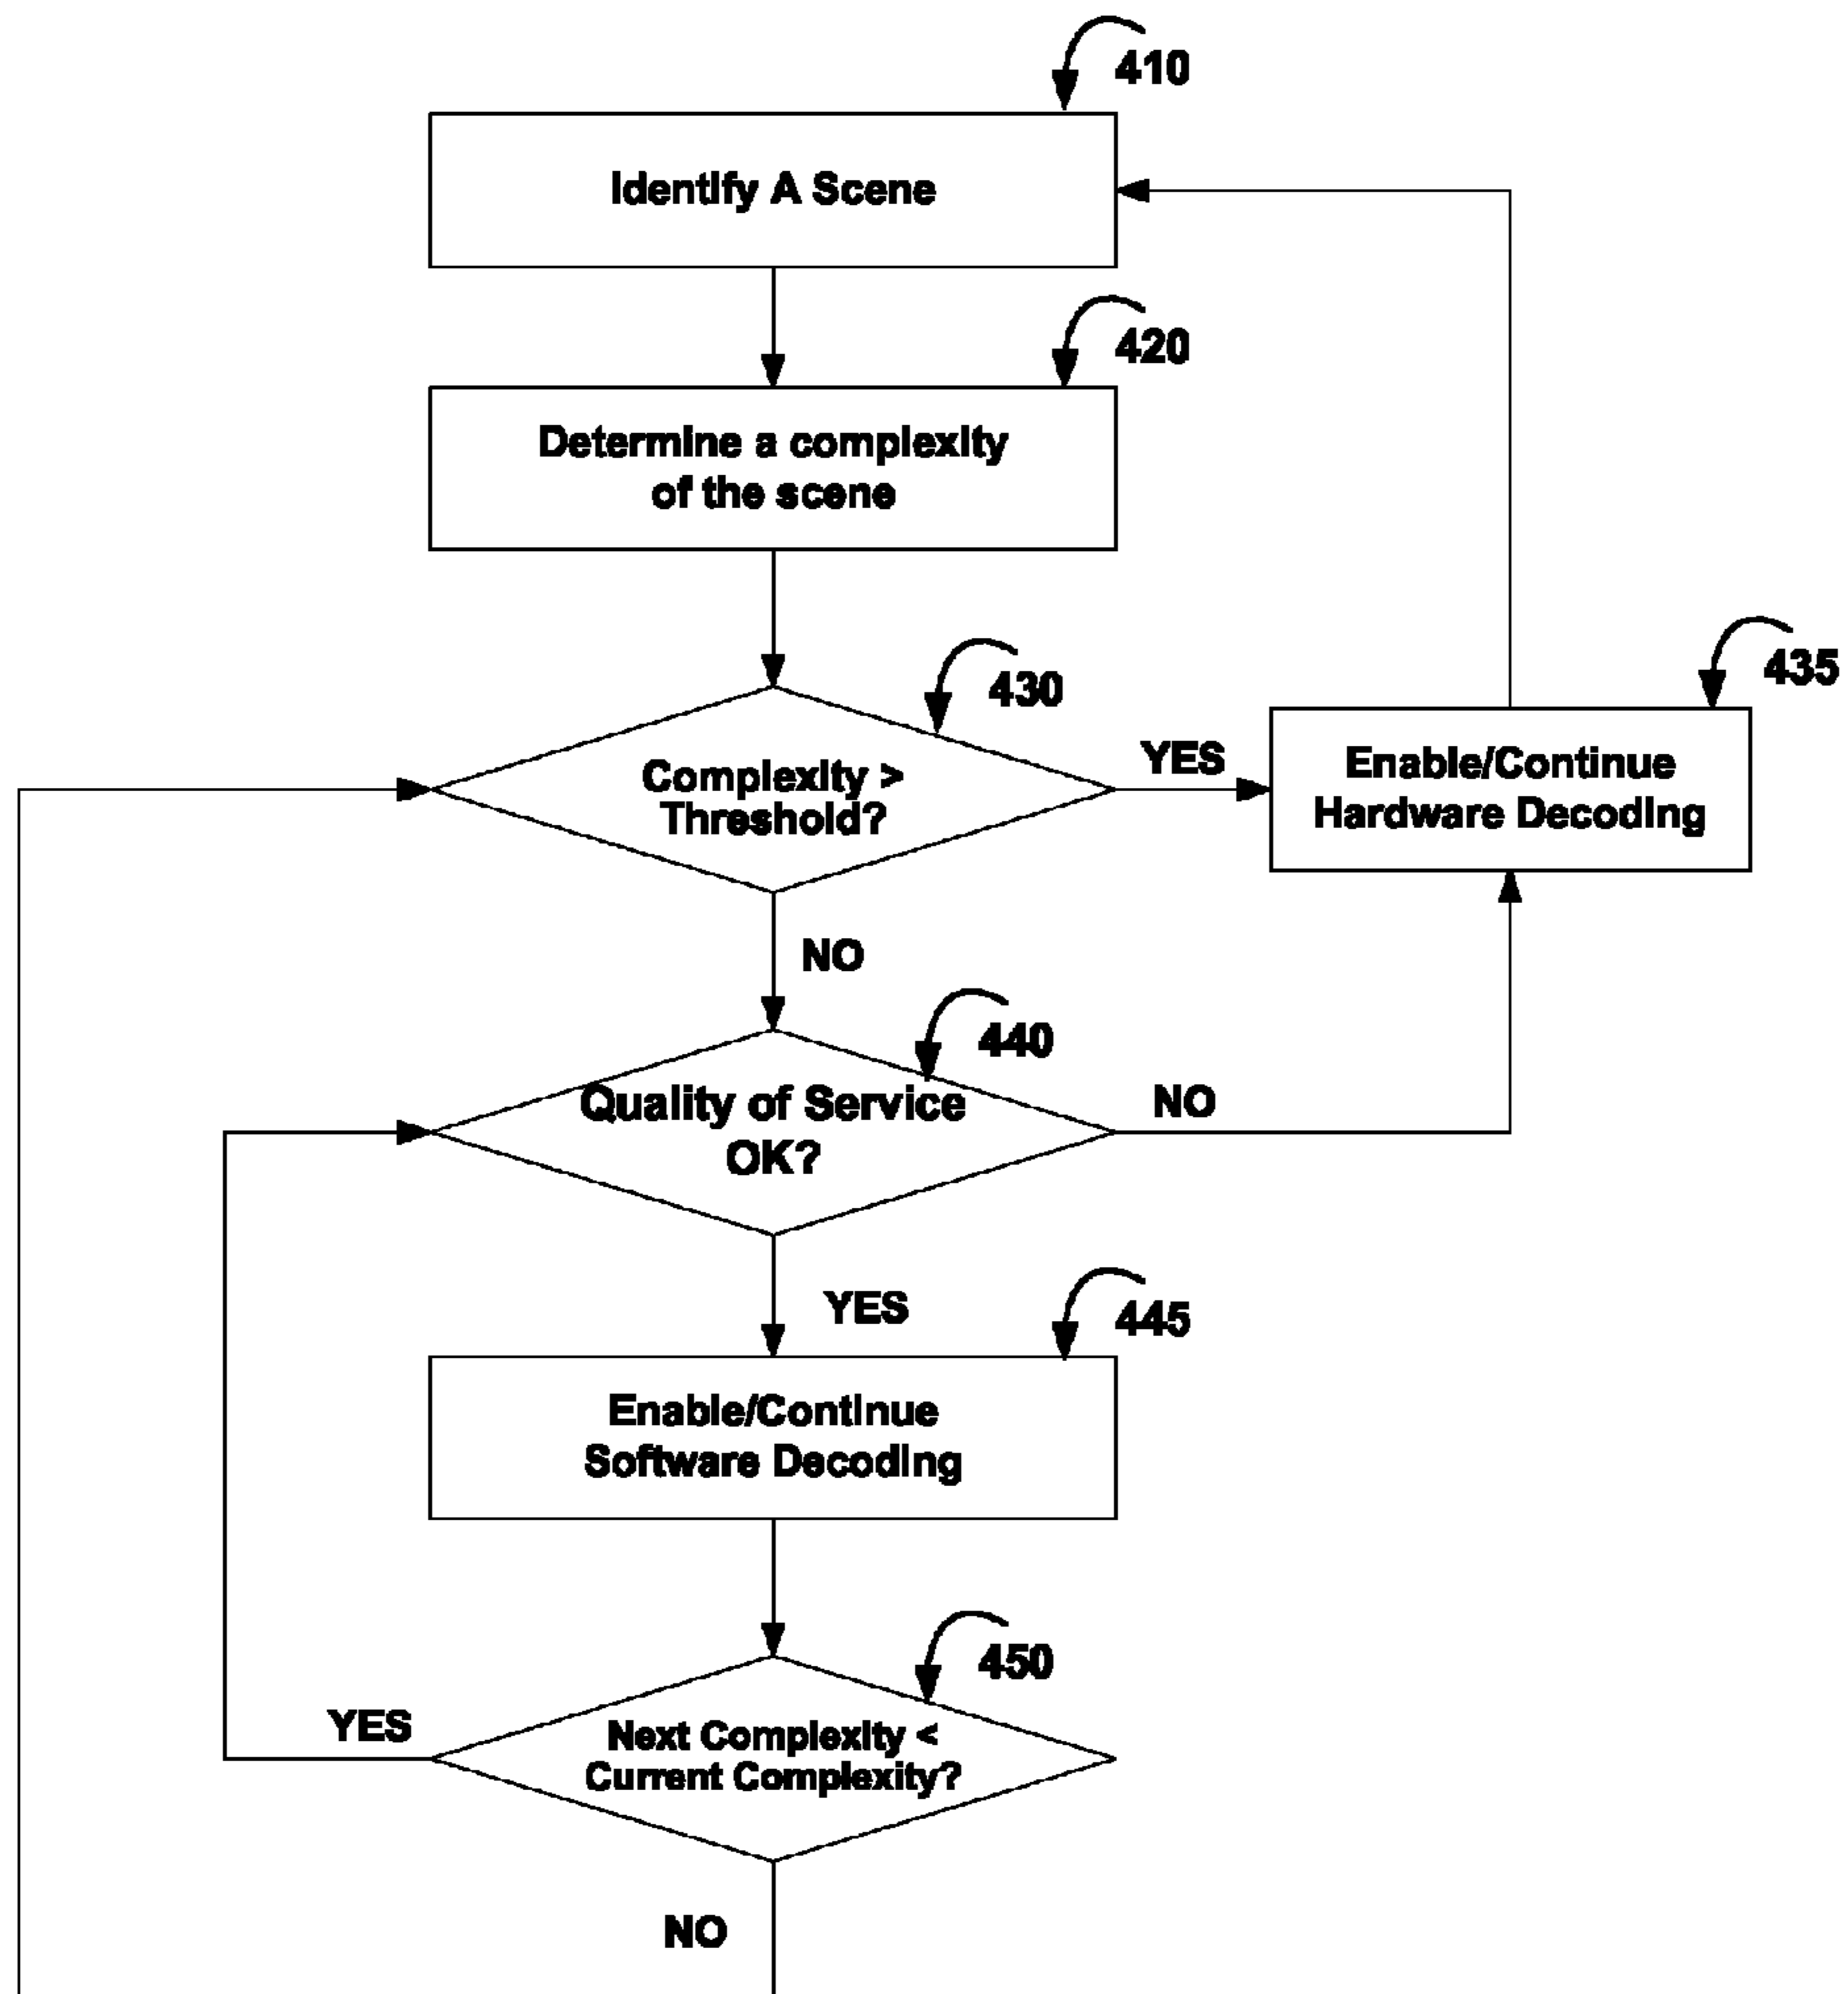 410
Identify A Scene
420
Determine a complexity
of the scene
430
435
Complexity >
Threshold?
YES
Enable/Continue
Hardware Decoding
NO
440
Quality of Service
OK?
NO
YES
445
Enable/Continue
Software Decoding
450
YES
Next Complexity <
Current Complexity?
NO